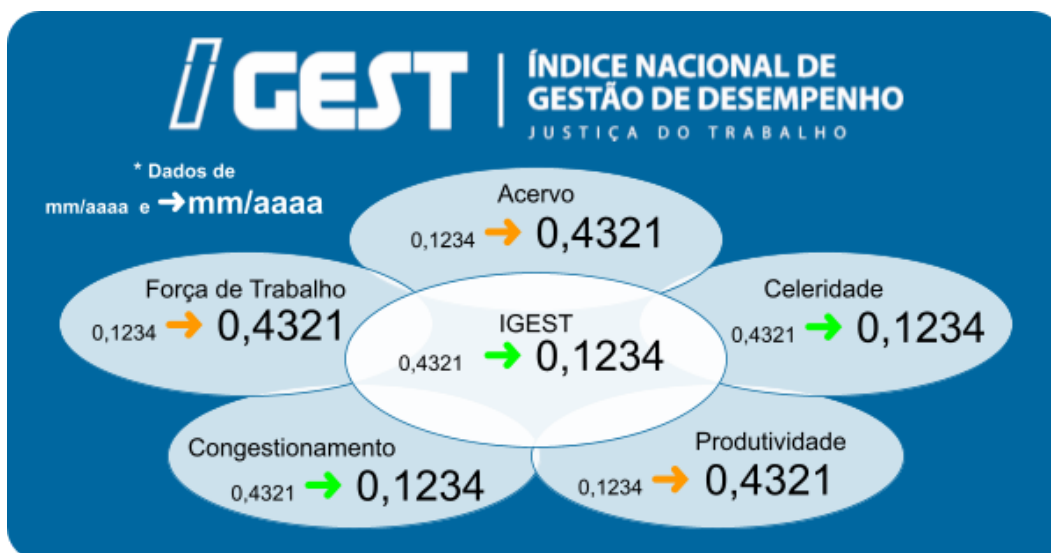 IGEST
ÍNDICE NACIONAL DE
GESTÃO DE DESEMPENHO
JUSTIÇA DO TRABALHO
* Dados de
mm/aaaa e ➔mm/aaaa
Acervo
0,1234 ➔ 0,4321
Força de Trabalho
0,1234 ➔ 0,4321
IGEST
0,4321 ➔ 0,1234
Celeridade
0,4321 ➔ 0,1234
Congestionamento
0,4321 ➔ 0,1234
Produtividade
0,1234 ➔ 0,4321